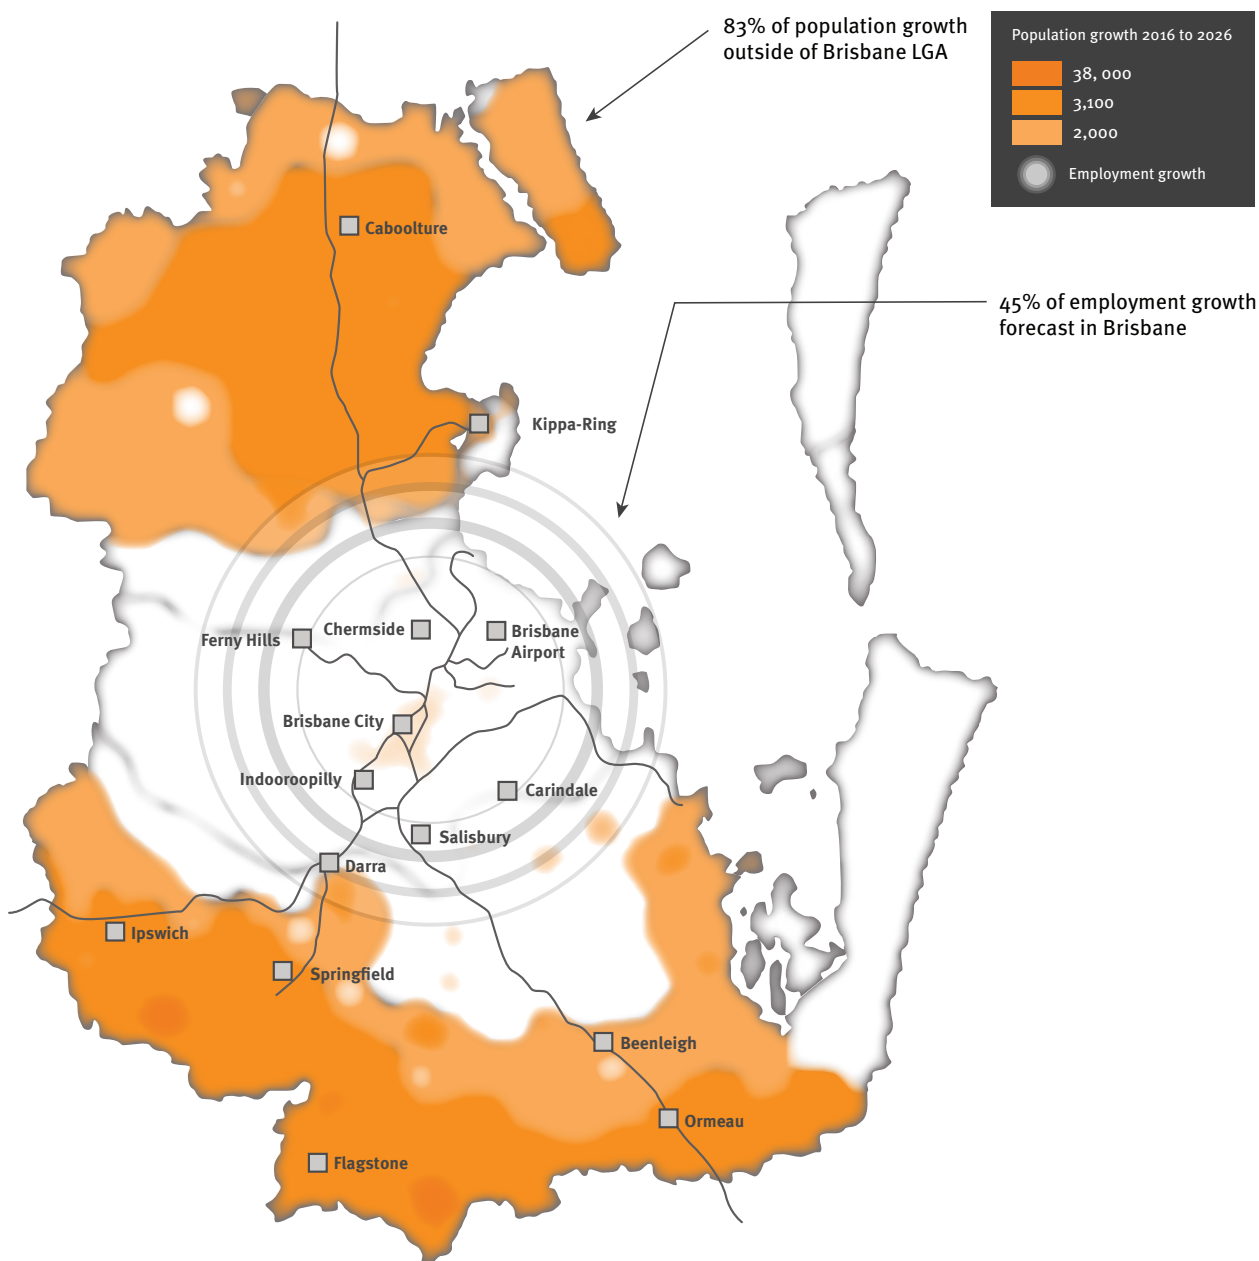 83% of population growth
outside of Brisbane LGA
Population growth 2016 to 2026
38, 000
3,100
2,000
Employment growth
Caboolture
45% of employment growth
forecast in Brisbane
Kippa-Ring
Ferny Hills
Chermside
Brisbane
Airport
Brisbane City
Indooroopilly
Carindale
Salisbury
Darra
Ipswich
Springfield
Beenleigh
Ormeau
Flagstone